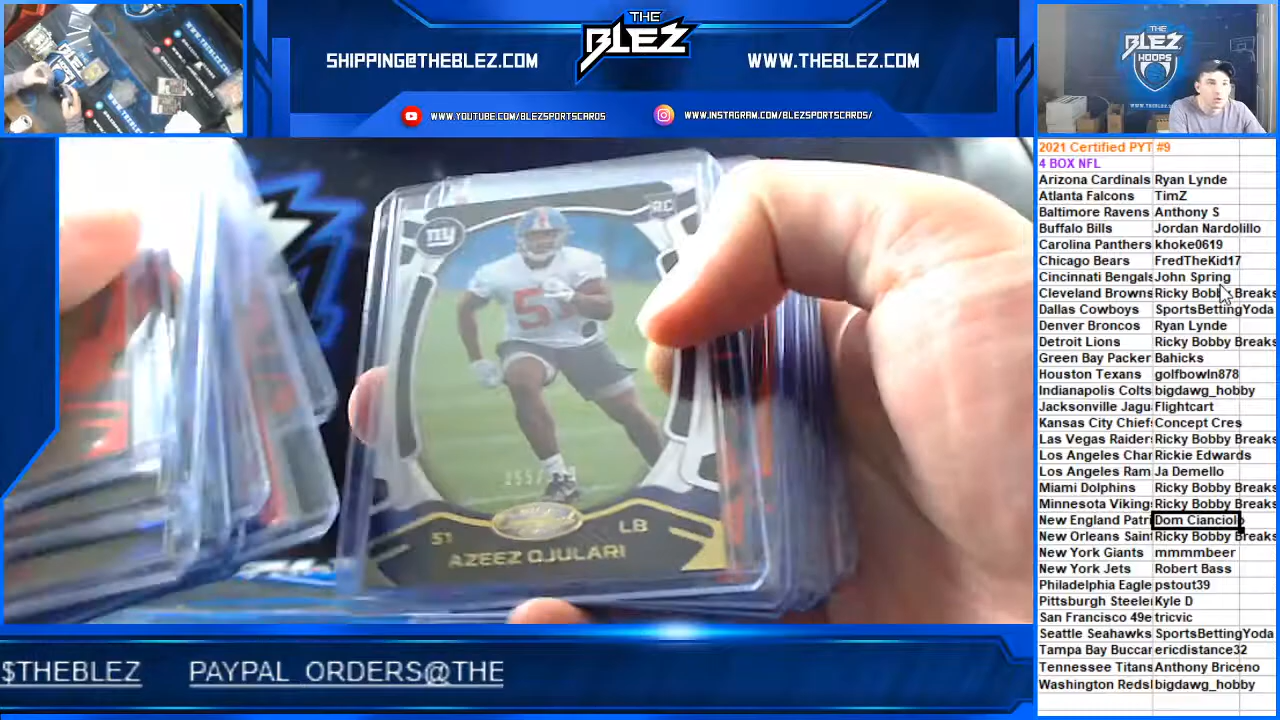 SHIPPING@THEBLEZ.COM
THE
BLEZ
WWW.THEBLEZ.COM
WWW.YOUTUBE.COM/BLEZSPORTSCARDS
WWW.INSTAGRAM.COM/BLEZSPORTSCARDS/
THE
BLEZ
HOOPS
2021 Certified PYT #9
4 BOX NFL
Arizona Cardinals Ryan Lynde
Atlanta Falcons TimZ
Baltimore Ravens Anthony S
Buffalo Bills Jordan Nardolillo
Carolina Panthers khoke0619
Chicago Bears FredTheKid17
Cincinnati Bengals John Spring
Cleveland Browns Ricky Bobby Breaks
Dallas Cowboys SportsBettingYoda
Denver Broncos Ryan Lynde
Detroit Lions Ricky Bobby Breaks
Green Bay Packer Bahicks
Houston Texans golfbowln878
Indianapolis Colts bigdawg_hobby
Jacksonville Jagu Flightcart
Kansas City Chief Concept Cres
Las Vegas Raider Ricky Bobby Breaks
Los Angeles Char Rickie Edwards
Los Angeles Ram Ja Demello
Miami Dolphins Ricky Bobby Breaks
Minnesota Viking Ricky Bobby Breaks
New England Patri Dom Cianciolo
New Orleans Saint Ricky Bobby Breaks
New York Giants mmmmbeer
New York Jets Robert Bass
Philadelphia Eagle pstout39
Pittsburgh Steele Kyle D
San Francisco 49e tricvic
Seattle Seahawks SportsBettingYoda
Tampa Bay Buccar ericdistance32
Tennessee Titans Anthony Briceno
Washington Reds bigdawg_hobby
ny
RC
51
51
LB
AZEEZ OJULARI
$THEBLEZ PAYPAL ORDERS@THE